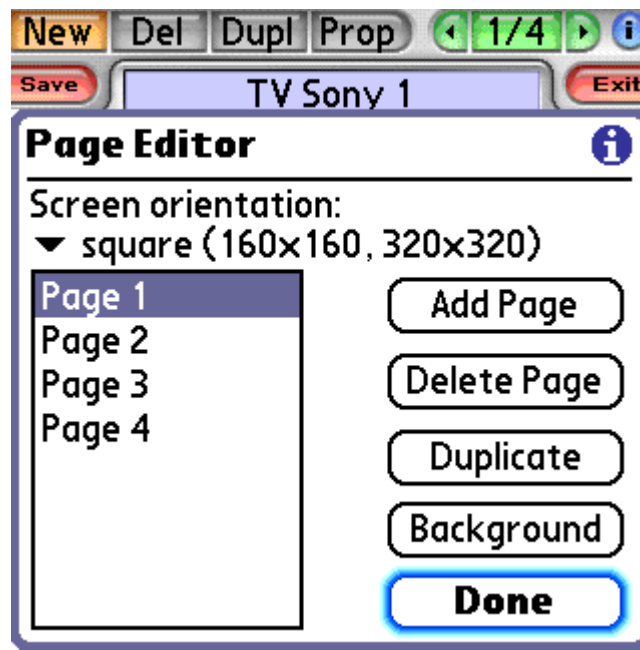 New Del Dupl Prop 1/4 i
Save TV Sony 1 Exit
Page Editor i
Screen orientation:
square (160x160, 320x320)
Page 1
Page 2
Page 3
Page 4
Add Page
Delete Page
Duplicate
Background
Done